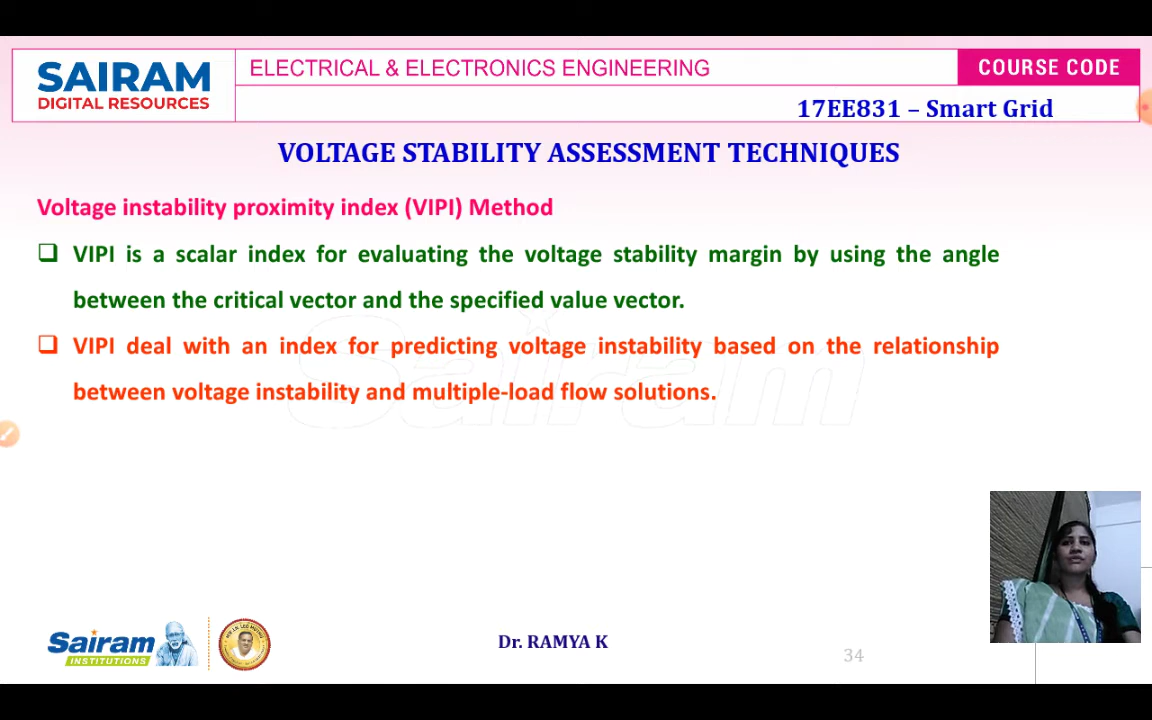 SAIRAM
DIGITAL RESOURCES
ELECTRICAL & ELECTRONICS ENGINEERING
COURSE CODE
17EE831 – Smart Grid
VOLTAGE STABILITY ASSESSMENT TECHNIQUES
Voltage instability proximity index (VIPI) Method
VIPI is a scalar index for evaluating the voltage stability margin by using the angle
between the critical vector and the specified value vector.
VIPI deal with an index for predicting voltage instability based on the relationship
between voltage instability and multiple-load flow solutions.
Sairam
Sairam
INSTITUTIONS
Dr. RAMYA K
34